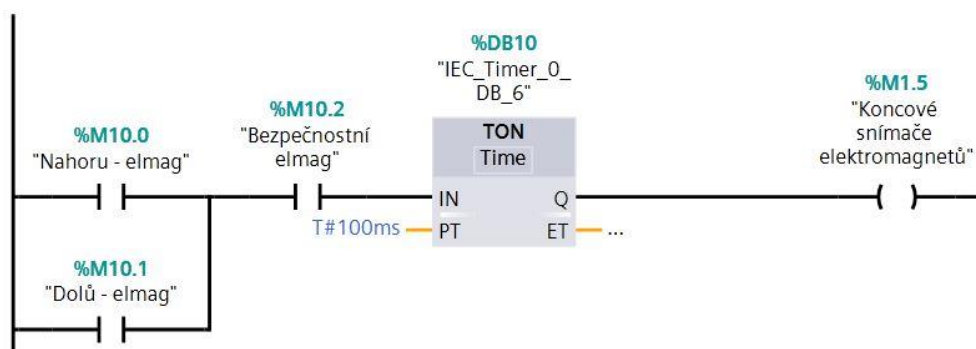 %DB10
"IEC_Timer_0_
DB_6"
%M1.5
"Koncové
snímače
elektromagnetů"
%M10.2
"Bezpečnostní
elmag"
TON
Time
%M10.0
"Nahoru - elmag"
IN
Q
T#100ms
PT
ET
...
%M10.1
"Dolů - elmag"